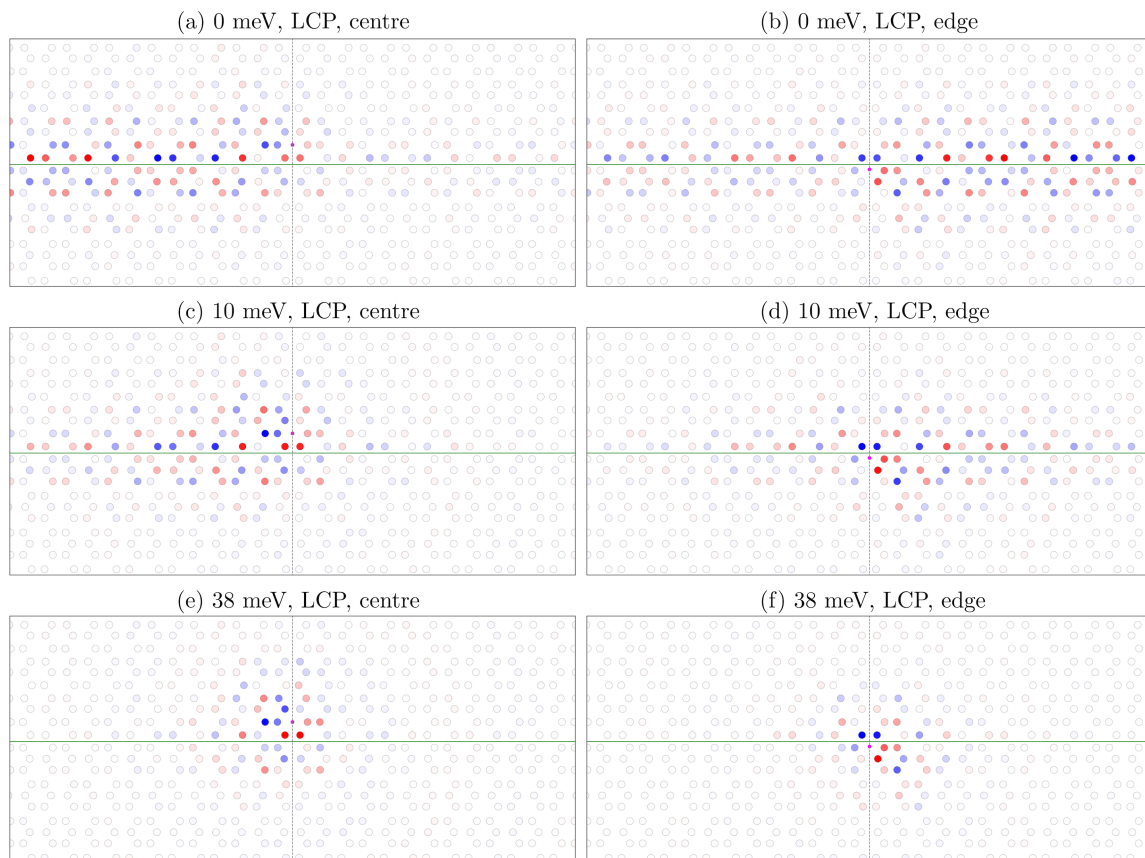 (a) 0 meV, LCP, centre
(b) 0 meV, LCP, edge
(c) 10 meV, LCP, centre
(d) 10 meV, LCP, edge
(e) 38 meV, LCP, centre
(f) 38 meV, LCP, edge